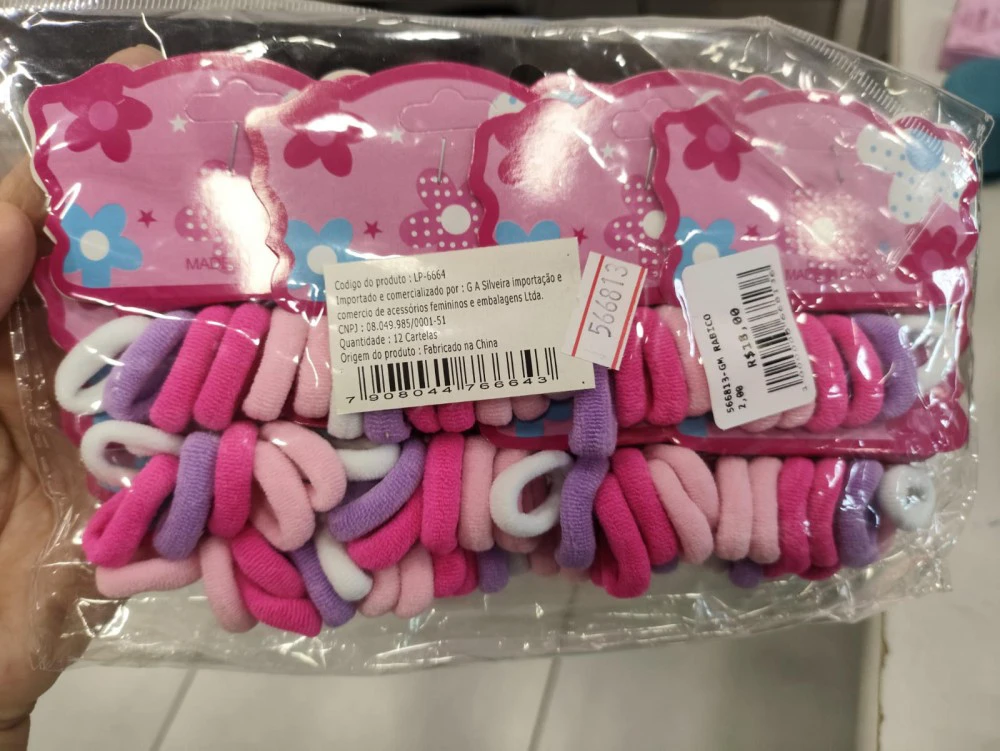 MADE
Codigo do produto : LP-6664
Importado e comercializado por : G A Silveira importação e
comercio de acessórios femininos e embalagens Ltda.
CNPJ : 08.049.985/0001-51
Quantidade : 12 Cartelas
Origem do produto : Fabricado na China
7 908044 766643
566813
566813-GM RABICO
2,00 R$18,00